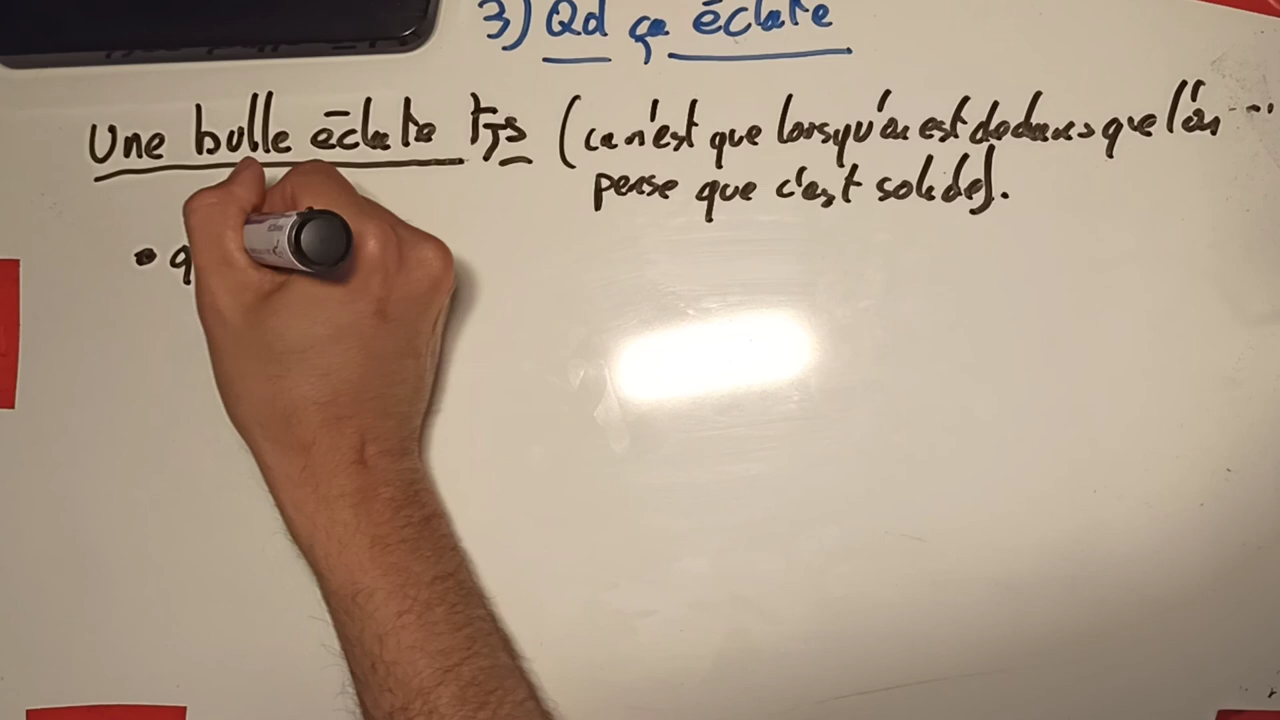 3) Qd ça éclate
Une bulle éclate tjs (ca n'est que lorsqu'on est dedans que l'on ...
pense que c'est solide).
• q